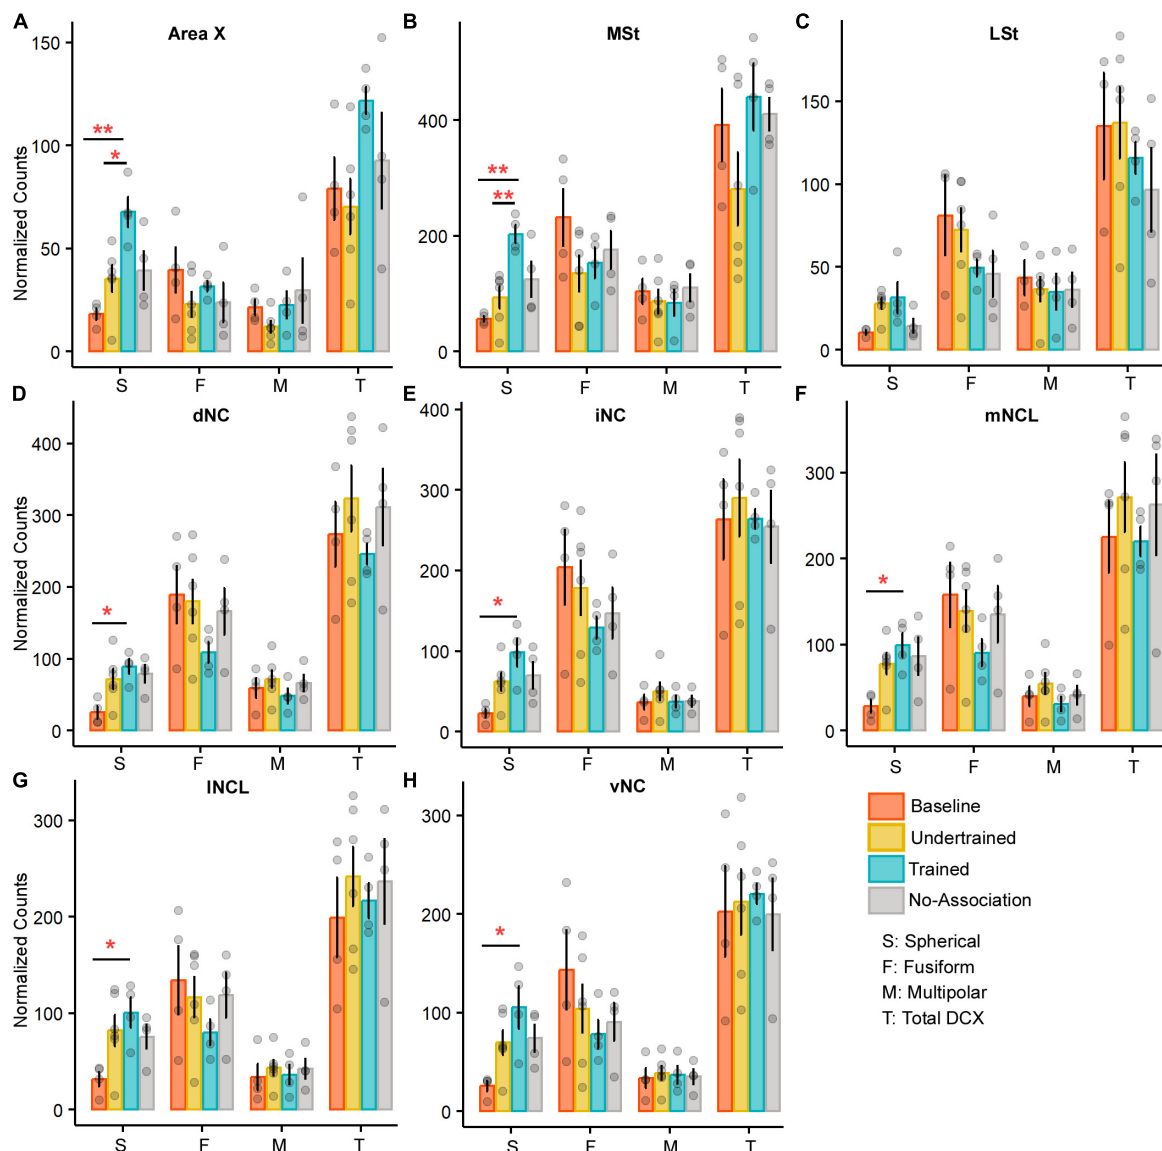 A Area X
B MSt
C LSt
Normalized Counts
150
100
50
0
**
*
S F M T
400
200
0
**
**
S F M T
150
100
50
0
S F M T
D dNC
E iNC
F mNCL
Normalized Counts
400
300
200
100
0
*
S F M T
400
300
200
100
0
*
S F M T
300
200
100
0
*
S F M T
G lNCL
H vNC
Normalized Counts
300
200
100
0
*
S F M T
300
200
100
0
*
S F M T
Baseline
Undertrained
Trained
No-Association
S: Spherical
F: Fusiform
M: Multipolar
T: Total DCX